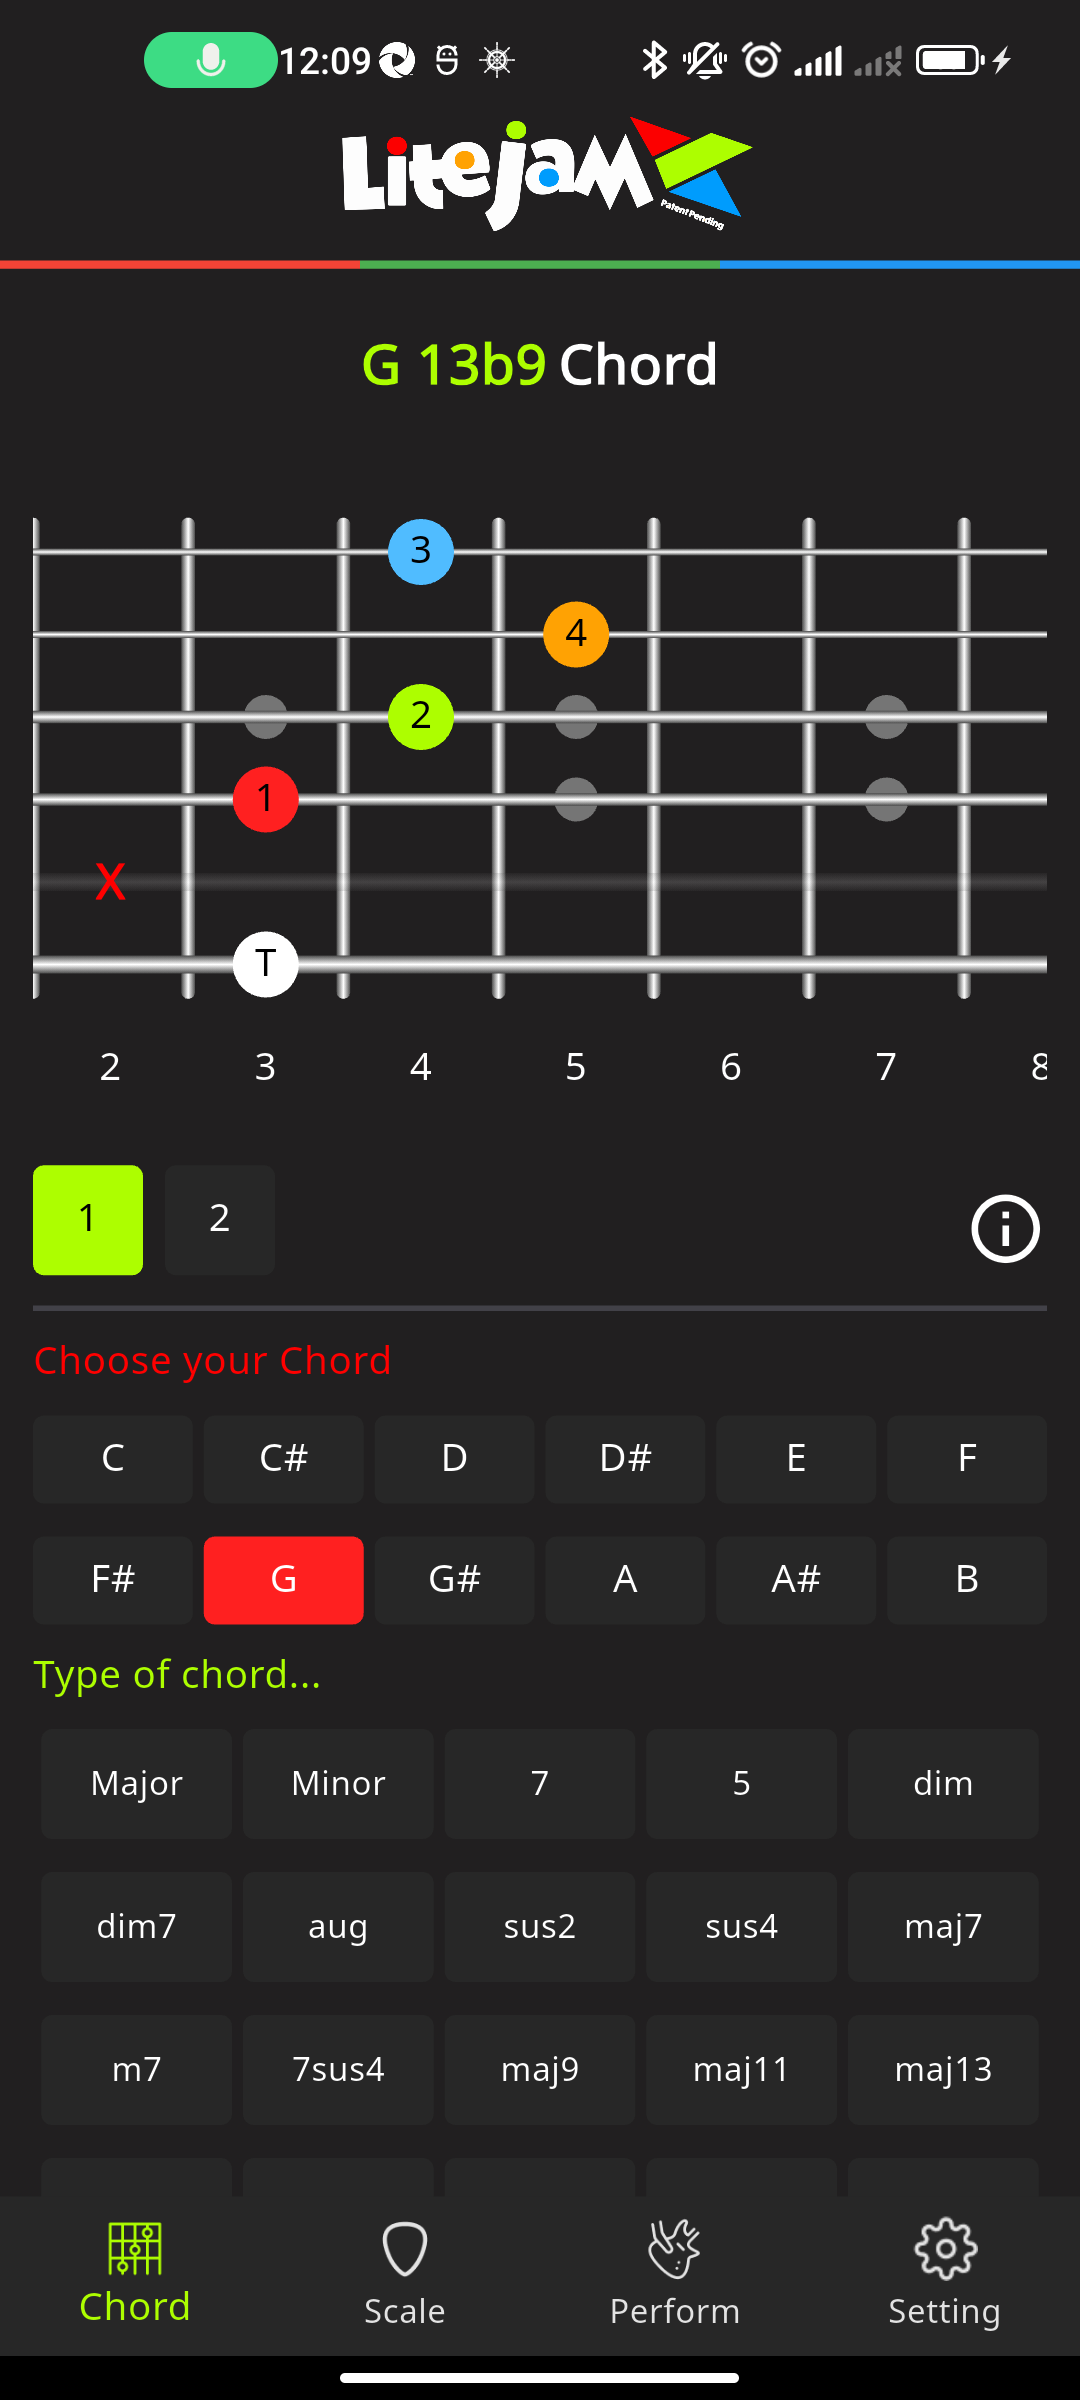 12:09
Litejam
Patent Pending
G 13b9 Chord
3
4
2
1
X
T
2 3 4 5 6 7 8
1 2
Choose your Chord
C C# D D# E F
F# G G# A A# B
Type of chord...
Major Minor 7 5 dim
dim7 aug sus2 sus4 maj7
m7 7sus4 maj9 maj11 maj13
Chord Scale Perform Setting